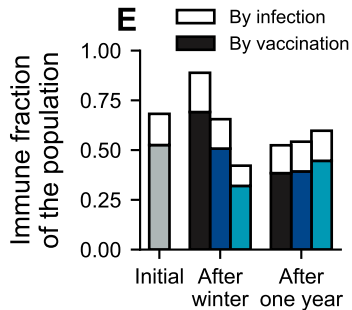 E
By infection
By vaccination
Immune fraction
of the population
1.00
0.75
0.50
0.25
0.00
Initial
After
winter
After
one year